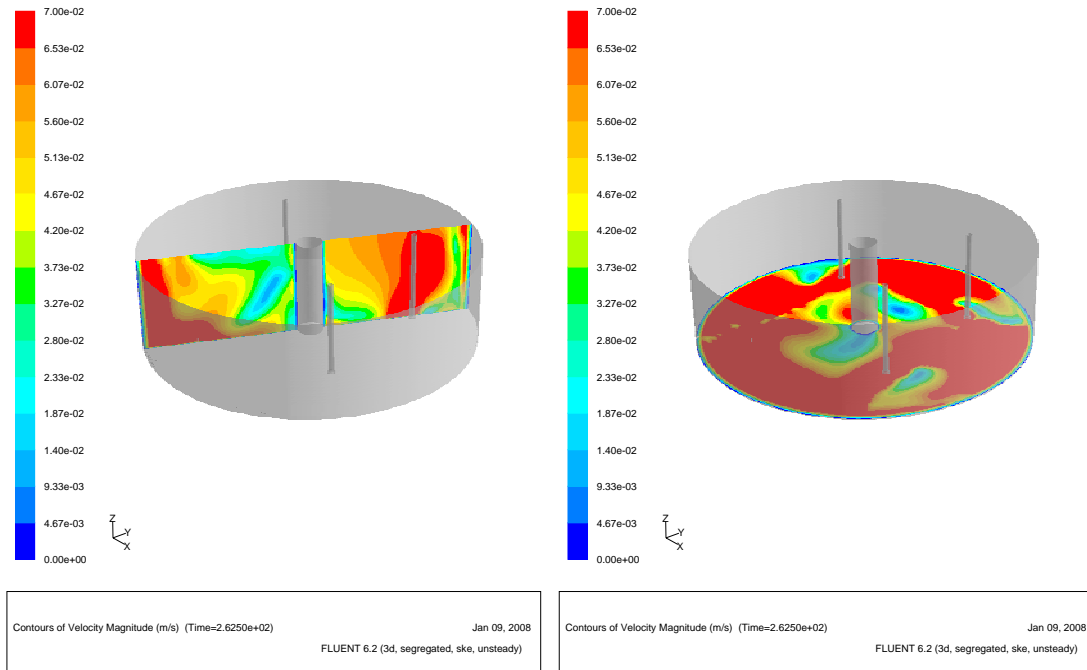 7.00e-02
6.53e-02
6.07e-02
5.60e-02
5.13e-02
4.67e-02
4.20e-02
3.73e-02
3.27e-02
2.80e-02
2.33e-02
1.87e-02
1.40e-02
9.33e-03
4.67e-03
0.00e+00
Z
Y
X
Contours of Velocity Magnitude (m/s) (Time=2.6250e+02)
Jan 09, 2008
FLUENT 6.2 (3d, segregated, ske, unsteady)
7.00e-02
6.53e-02
6.07e-02
5.60e-02
5.13e-02
4.67e-02
4.20e-02
3.73e-02
3.27e-02
2.80e-02
2.33e-02
1.87e-02
1.40e-02
9.33e-03
4.67e-03
0.00e+00
Z
Y
X
Contours of Velocity Magnitude (m/s) (Time=2.6250e+02)
Jan 09, 2008
FLUENT 6.2 (3d, segregated, ske, unsteady)